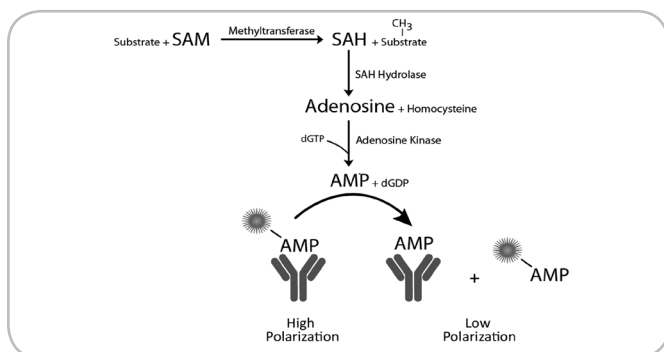 Substrate + SAM
Methyltransferase
SAH + Substrate
CH3
SAH Hydrolase
Adenosine + Homocysteine
dGTP
Adenosine Kinase
AMP + dGDP
AMP
AMP
+
AMP
High
Polarization
Low
Polarization